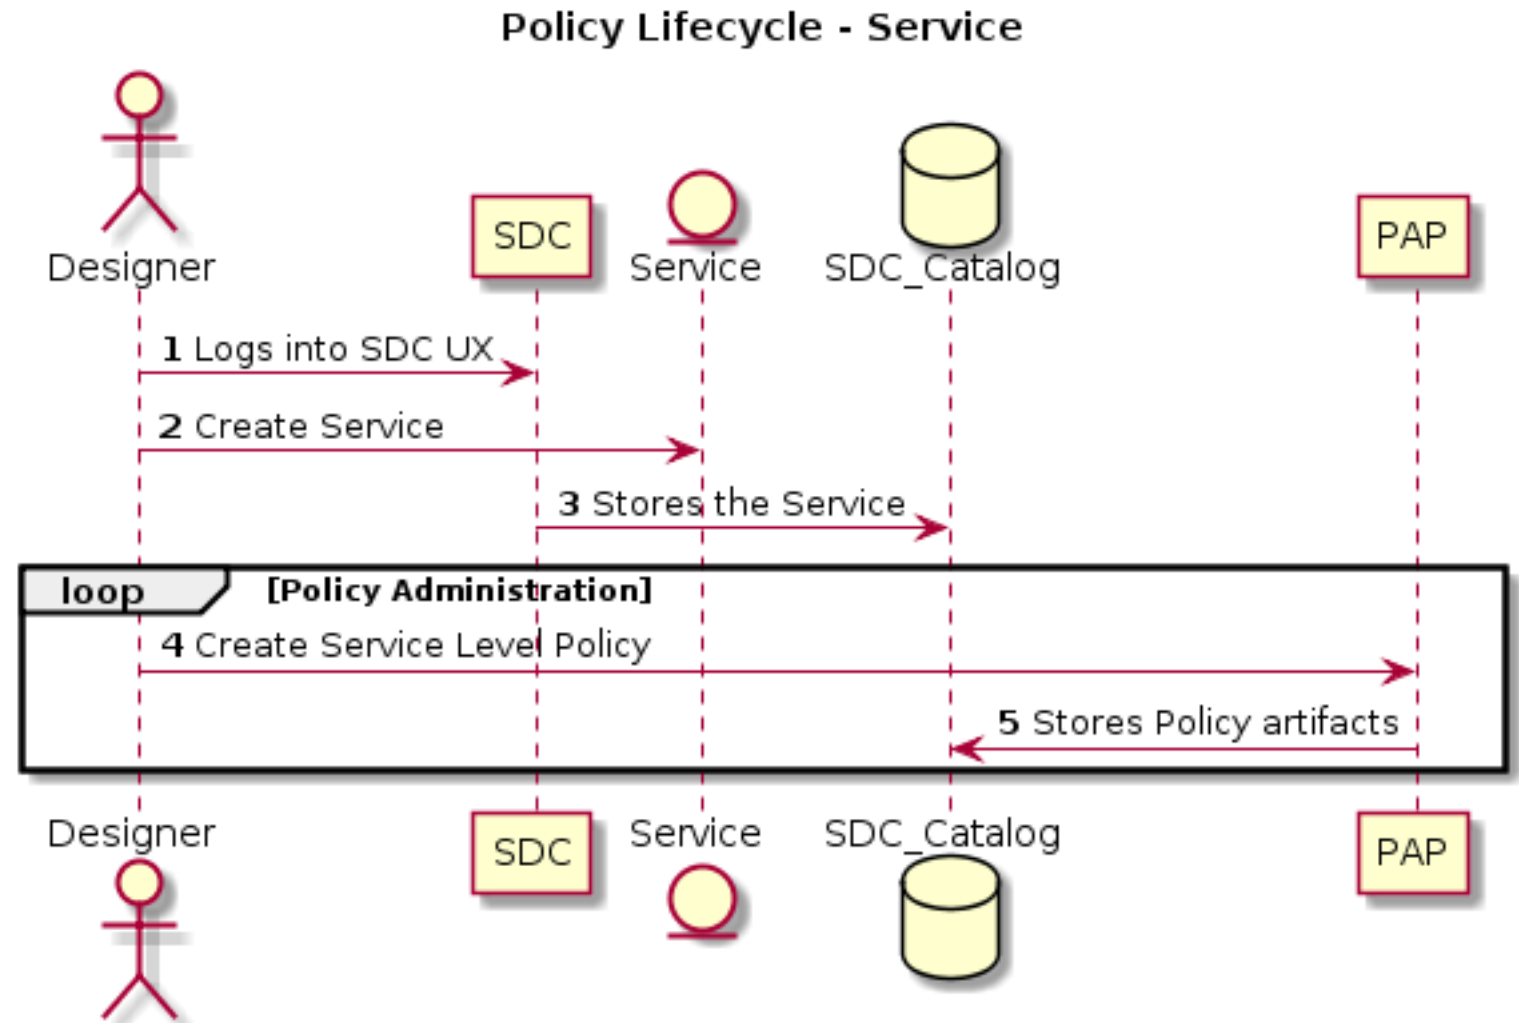 Policy Lifecycle - Service
Designer
SDC
Service
SDC_Catalog
PAP
1 Logs into SDC UX
2 Create Service
3 Stores the Service
loop [Policy Administration]
4 Create Service Level Policy
5 Stores Policy artifacts
Designer
SDC
Service
SDC_Catalog
PAP